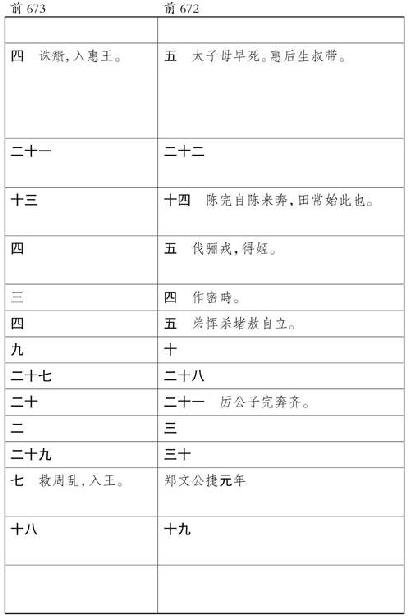 前 673 前 672
四 诛颓,入惠王。 五 太子母早死。惠后生叔带。
二十一 二十二
十三 十四 陈完自陈来奔,田常始此也。
四 五 伐骊戎,得姬。
三 四 作密畤。
四 五 弟恽杀堵敖自立。
九 十
二十七 二十八
二十 二十一 厉公子完奔齐。
二 三
二十九 三十
七 救周乱,入王。 郑文公捷元年
十八 十九